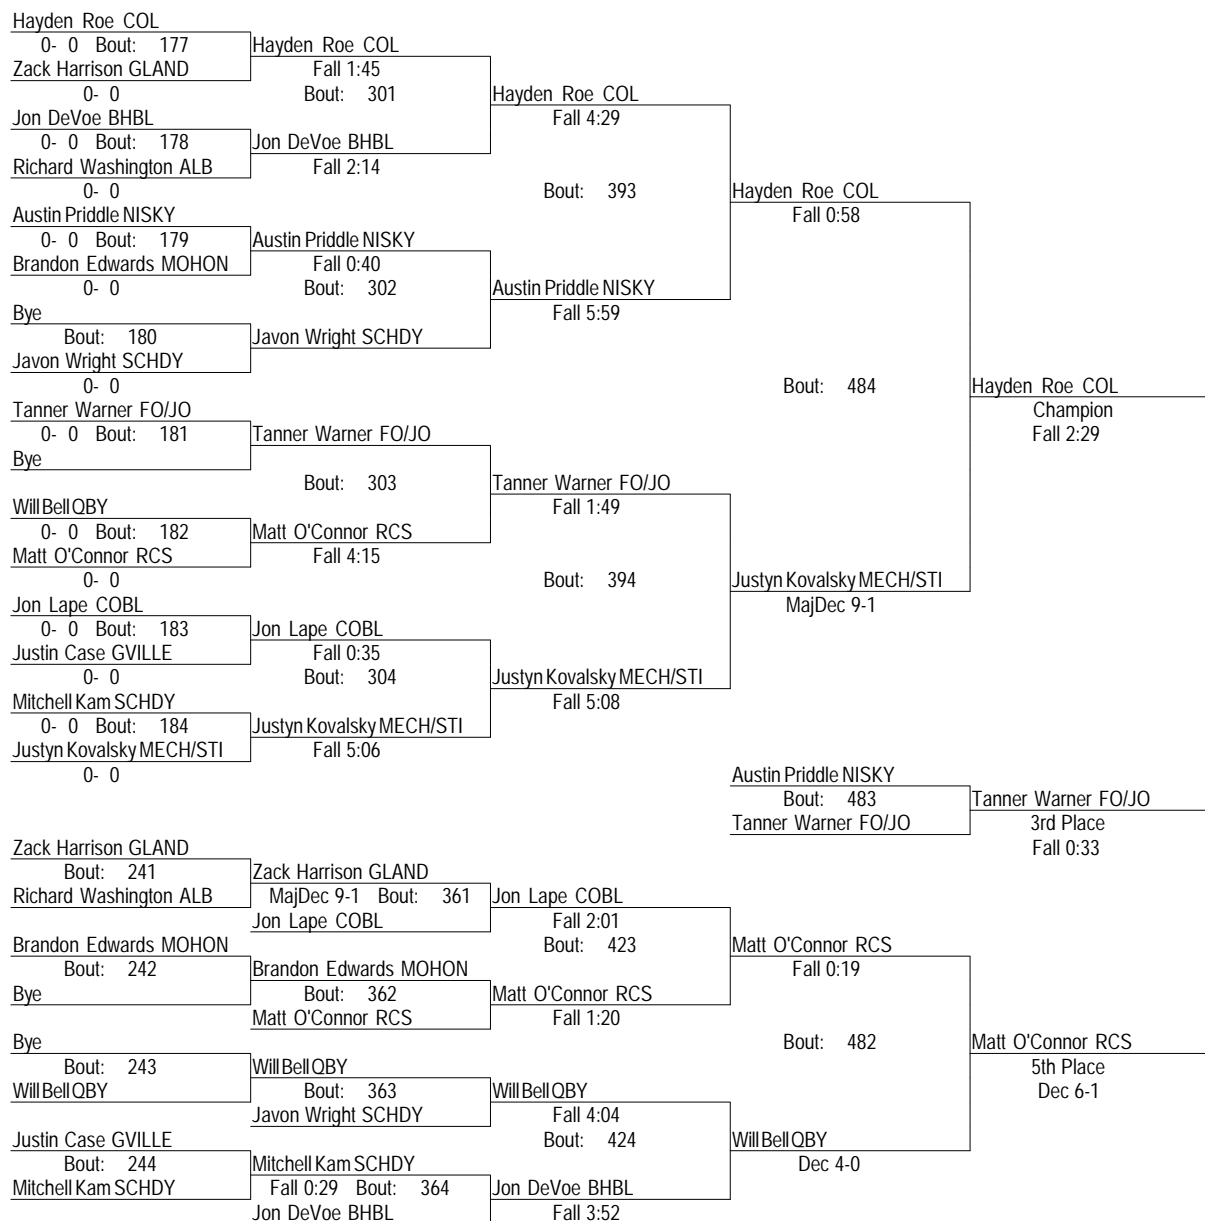 Hayden Roe COL
0- 0 Bout: 177 Hayden Roe COL
Zack Harrison GLAND Fall 1:45
0- 0 Bout: 301 Hayden Roe COL
Jon DeVoe BHBL Fall 4:29
0- 0 Bout: 178 Jon DeVoe BHBL
Richard Washington ALB Fall 2:14
0- 0 Bout: 393 Hayden Roe COL
Austin Priddle NISKY Fall 0:58
0- 0 Bout: 179 Austin Priddle NISKY
Brandon Edwards MOHON Fall 0:40
0- 0 Bout: 302 Austin Priddle NISKY
Bye Fall 5:59
Bout: 180 Javon Wright SCHDY
Javon Wright SCHDY
0- 0 Bout: 484 Hayden Roe COL
Tanner Warner FO/JO Champion
0- 0 Bout: 181 Tanner Warner FO/JO Fall 2:29
Bye
Bout: 303 Tanner Warner FO/JO
Will Bell QBY Fall 1:49
0- 0 Bout: 182 Matt O'Connor RCS
Matt O'Connor RCS Fall 4:15
0- 0 Bout: 394 Justyn Kovalsky MECH/STI
Jon Lape COBL MajDec 9-1
0- 0 Bout: 183 Jon Lape COBL
Justin Case GVILLE Fall 0:35
0- 0 Bout: 304 Justyn Kovalsky MECH/STI
Mitchell Kam SCHDY Fall 5:08
0- 0 Bout: 184 Justyn Kovalsky MECH/STI
Justyn Kovalsky MECH/STI Fall 5:06
0- 0 Austin Priddle NISKY
Bout: 483 Tanner Warner FO/JO
Tanner Warner FO/JO 3rd Place
Zack Harrison GLAND Fall 0:33
Bout: 241 Zack Harrison GLAND
Richard Washington ALB MajDec 9-1 Bout: 361 Jon Lape COBL
Jon Lape COBL Fall 2:01
Brandon Edwards MOHON Bout: 423 Matt O'Connor RCS
Bout: 242 Brandon Edwards MOHON Fall 0:19
Bye Bout: 362 Matt O'Connor RCS
Matt O'Connor RCS Fall 1:20
Bye Bout: 482 Matt O'Connor RCS
Bout: 243 Will Bell QBY 5th Place
Will Bell QBY Bout: 363 Will Bell QBY Dec 6-1
Javon Wright SCHDY Fall 4:04
Justin Case GVILLE Bout: 424 Will Bell QBY
Bout: 244 Mitchell Kam SCHDY Dec 4-0
Mitchell Kam SCHDY Fall 0:29 Bout: 364 Jon DeVoe BHBL
Jon DeVoe BHBL Fall 3:52